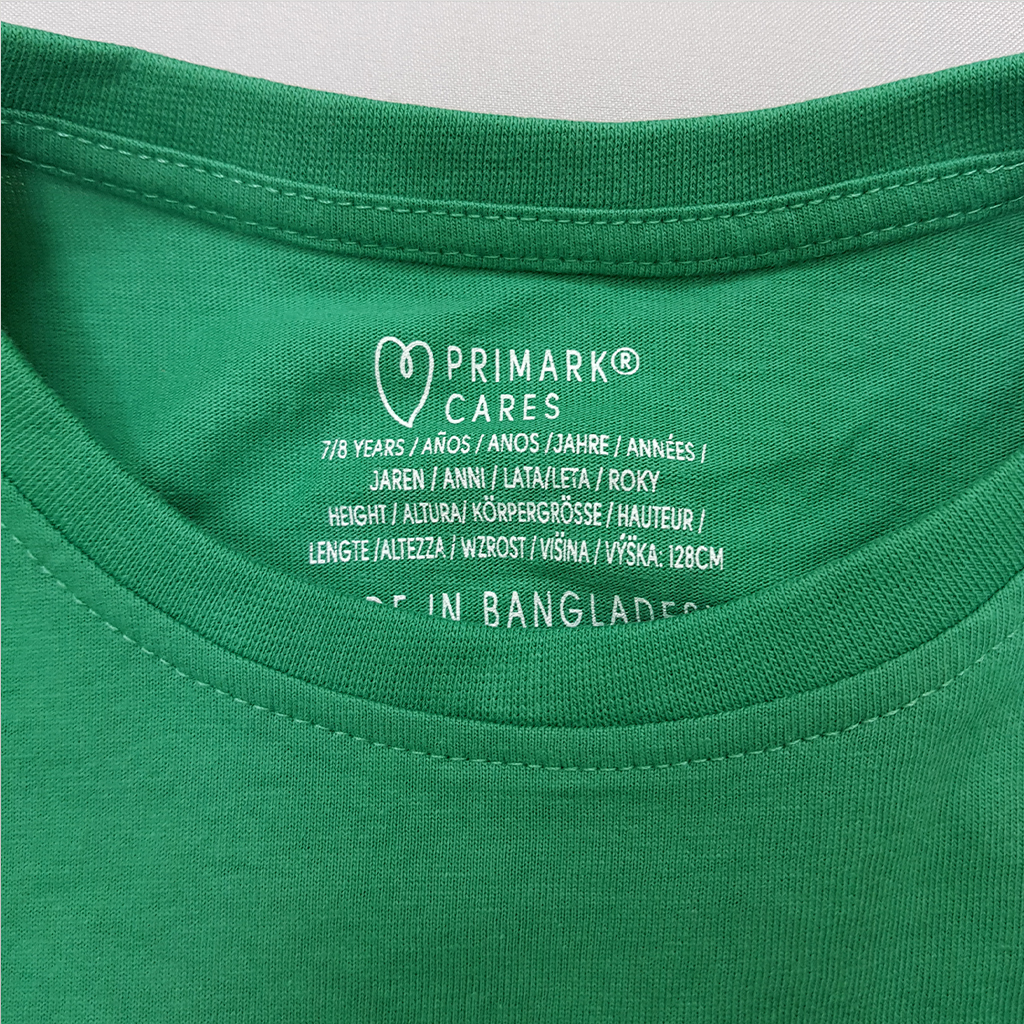 PRIMARK®
CARES
7/8 YEARS / AÑOS / ANOS /JAHRE / ANNÉES /
JAREN / ANNI / LATA/LETA / ROKY
HEIGHT / ALTURA/ KÖRPERGRÖSSE / HAUTEUR /
LENGTE /ALTEZZA / WZROST / VIŠINA / VÝŠKA: 128CM
IN